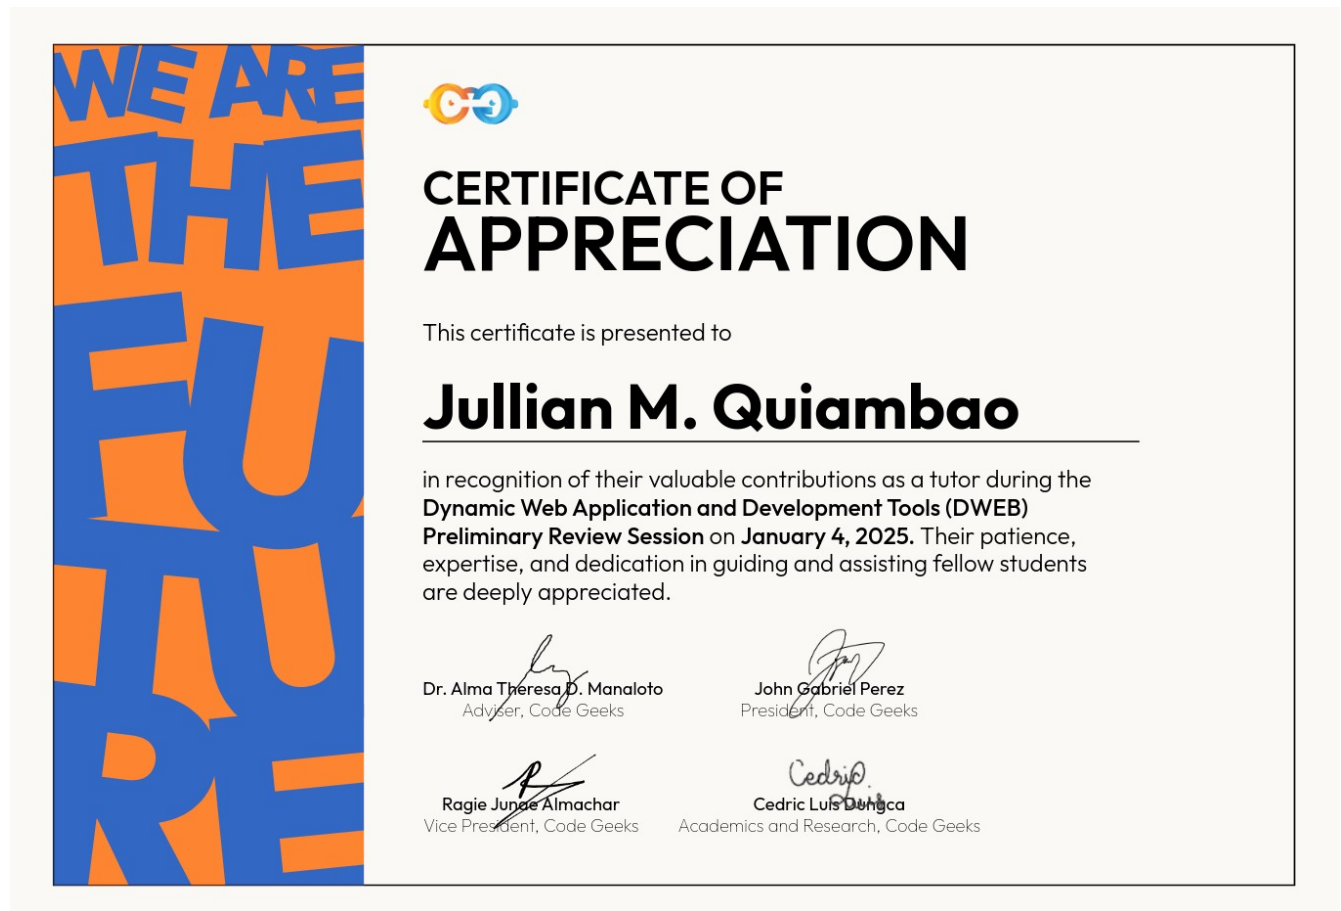 WE ARE
THE
FU
TU
RE
CERTIFICATE OF
APPRECIATION
This certificate is presented to
Jullian M. Quiambao
in recognition of their valuable contributions as a tutor during the
Dynamic Web Application and Development Tools (DWEB)
Preliminary Review Session on January 4, 2025. Their patience,
expertise, and dedication in guiding and assisting fellow students
are deeply appreciated.
Dr. Alma Theresa D. Manaloto
Adviser, Code Geeks
John Gabriel Perez
President, Code Geeks
Cedric
Luis
Ragie Junae Almachar
Vice President, Code Geeks
Cedric Luis Dungca
Academics and Research, Code Geeks